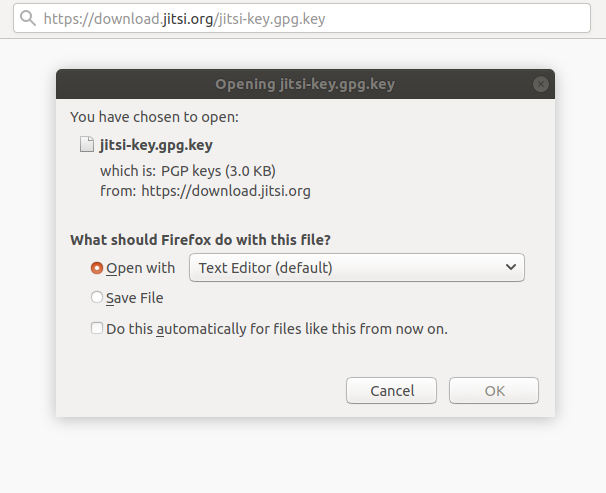 https://download.jitsi.org/jitsi-key.gpg.key
Opening jitsi-key.gpg.key
You have chosen to open:
jitsi-key.gpg.key
which is: PGP keys (3.0 KB)
from: https://download.jitsi.org
What should Firefox do with this file?
Open with Text Editor (default)
Save File
Do this automatically for files like this from now on.
Cancel OK